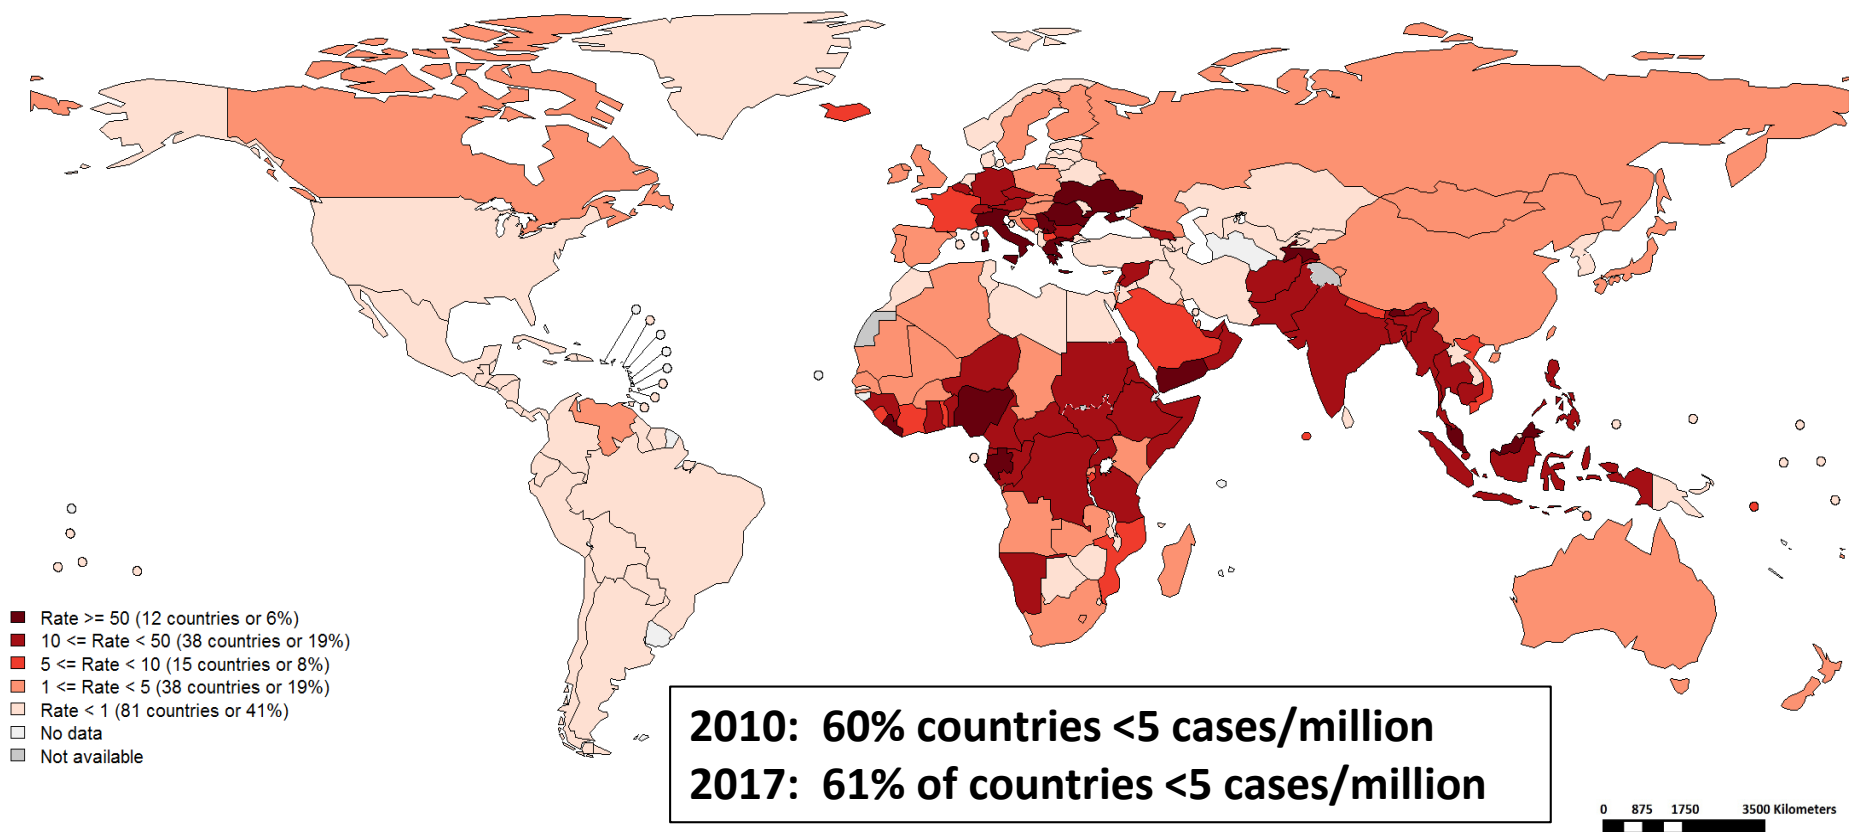 Rate >= 50 (12 countries or 6%)
10 <= Rate < 50 (38 countries or 19%)
5 <= Rate < 10 (15 countries or 8%)
1 <= Rate < 5 (38 countries or 19%)
Rate < 1 (81 countries or 41%)
No data
Not available
2010: 60% countries <5 cases/million
2017: 61% of countries <5 cases/million
0 875 1750 3500 Kilometers